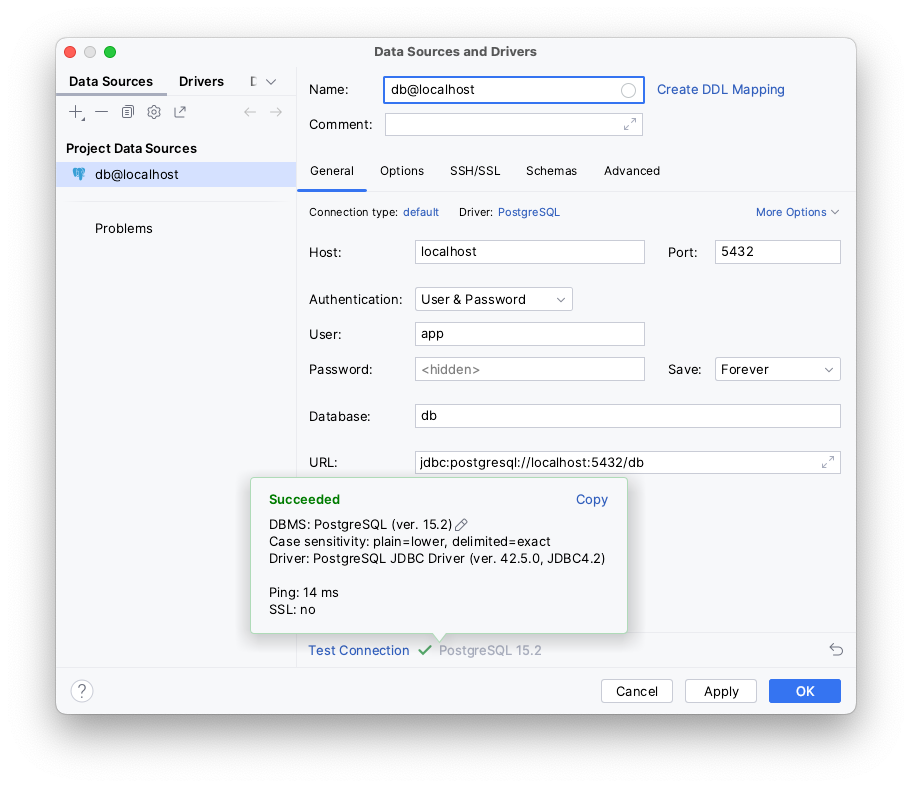 Data Sources and Drivers
Data Sources Drivers
Project Data Sources
db@localhost
Problems
Name: db@localhost Create DDL Mapping
Comment:
General Options SSH/SSL Schemas Advanced
Connection type: default Driver: PostgreSQL More Options
Host: localhost Port: 5432
Authentication: User & Password
User: app
Password: <hidden> Save: Forever
Database: db
URL: jdbc:postgresql://localhost:5432/db
Succeeded Copy
DBMS: PostgreSQL (ver. 15.2)
Case sensitivity: plain=lower, delimited=exact
Driver: PostgreSQL JDBC Driver (ver. 42.5.0, JDBC4.2)
Ping: 14 ms
SSL: no
Test Connection PostgreSQL 15.2
? Cancel Apply OK